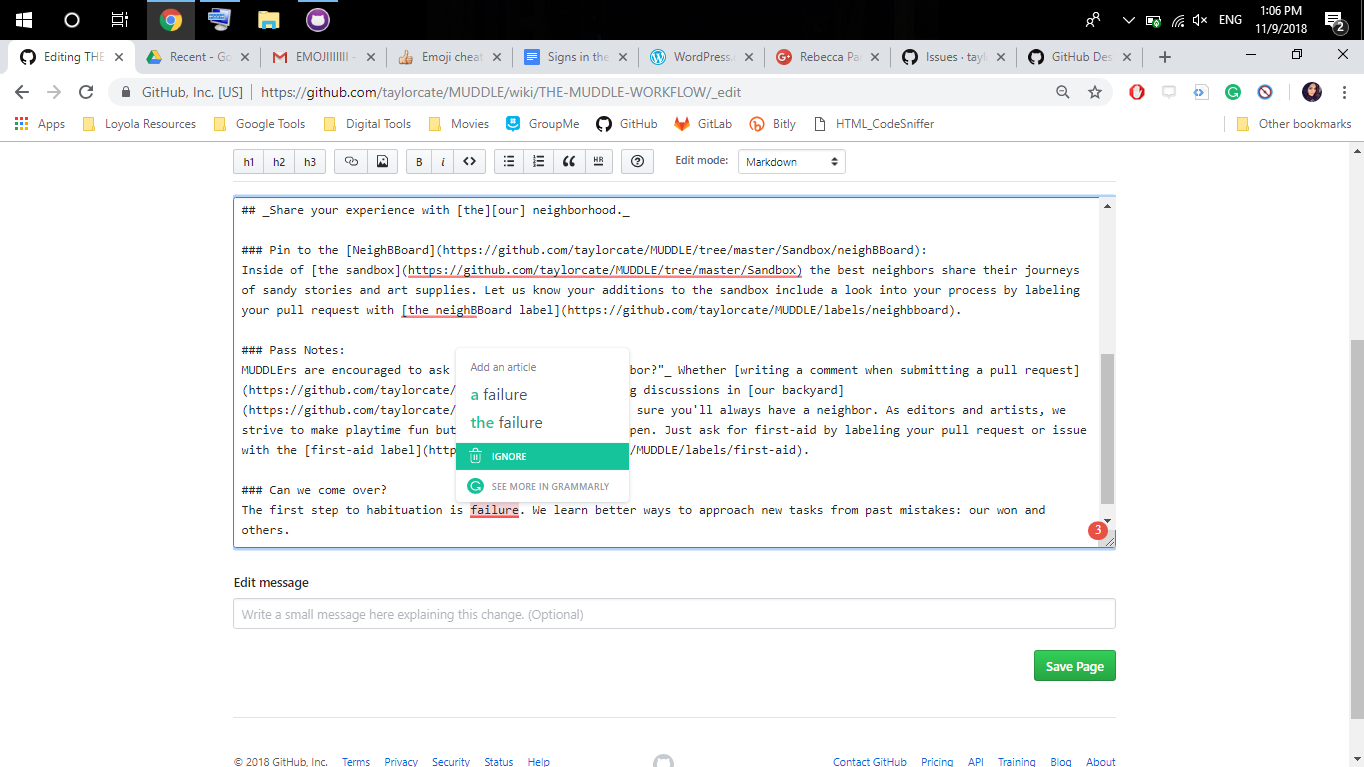 1:06 PM
ENG
11/9/2018
2
Editing THE
Recent - Go
EMOJIIIIIII -
Emoji cheat
Signs in the
WordPress.c
Rebecca Pa
Issues · tayl
GitHub Des
GitHub, Inc. [US] | https://github.com/taylorcate/MUDDLE/wiki/THE-MUDDLE-WORKFLOW/_edit
Apps Loyola Resources Google Tools Digital Tools Movies GroupMe GitHub GitLab Bitly HTML_CodeSniffer Other bookmarks
h1 h2 h3 B i <> HR Edit mode: Markdown
## _Share your experience with [the][our] neighborhood._
### Pin to the [NeighBBoard](https://github.com/taylorcate/MUDDLE/tree/master/Sandbox/neighBBoard):
Inside of [the sandbox](https://github.com/taylorcate/MUDDLE/tree/master/Sandbox) the best neighbors share their journeys
of sandy stories and art supplies. Let us know your additions to the sandbox include a look into your process by labeling
your pull request with [the neighBBoard label](https://github.com/taylorcate/MUDDLE/labels/neighbboard).
### Pass Notes:
MUDDLErs are encouraged to ask bor?"_ Whether [writing a comment when submitting a pull request]
(https://github.com/taylorcate/ g discussions in [our backyard]
(https://github.com/taylorcate/ sure you'll always have a neighbor. As editors and artists, we
strive to make playtime fun but pen. Just ask for first-aid by labeling your pull request or issue
with the [first-aid label](http /MUDDLE/labels/first-aid).
Add an article
a failure
the failure
IGNORE
SEE MORE IN GRAMMARLY
### Can we come over?
The first step to habituation is failure. We learn better ways to approach new tasks from past mistakes: our won and
others.
3
Edit message
Write a small message here explaining this change. (Optional)
Save Page
© 2018 GitHub, Inc. Terms Privacy Security Status Help Contact GitHub Pricing API Training Blog About